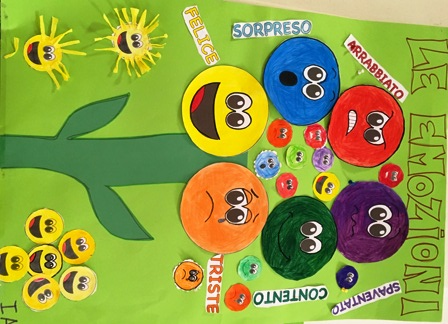 LE EMOZIONI
ARRABBIATO
SORPRESO
FELICE
SPAVENTATO
CONTENTO
TRISTE